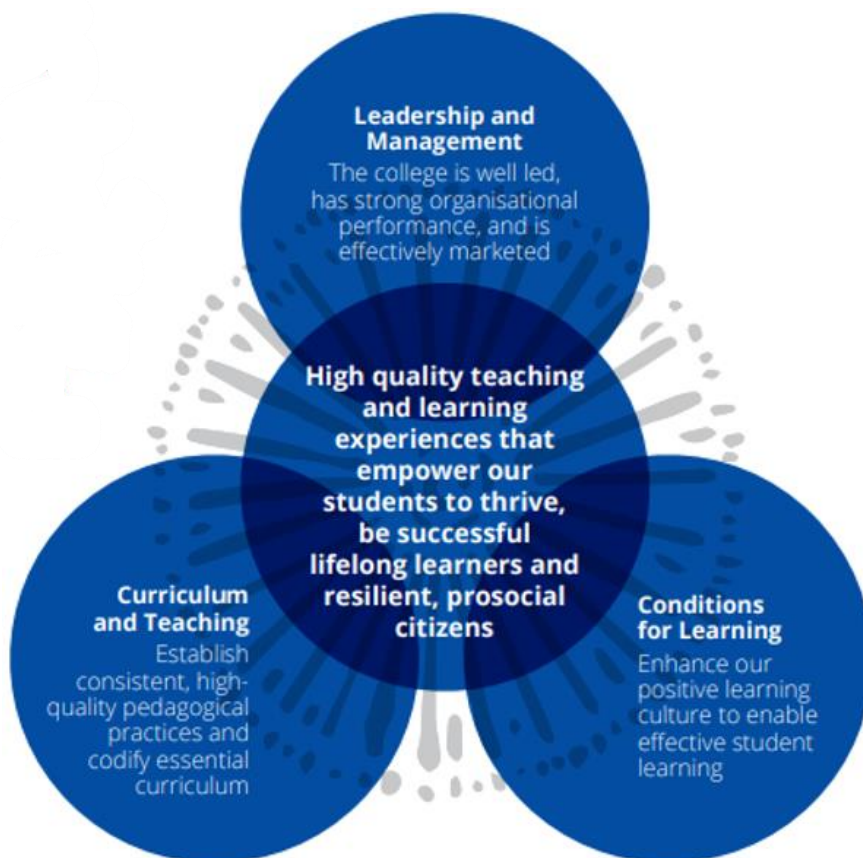 Leadership and
Management
The college is well led,
has strong organisational
performance, and is
effectively marketed
High quality teaching
and learning
experiences that
empower our
students to thrive,
be successful
lifelong learners and
resilient, prosocial
citizens
Curriculum
and Teaching
Establish
consistent, high-
quality pedagogical
practices and
codify essential
curriculum
Conditions
for Learning
Enhance our
positive learning
culture to enable
effective student
learning